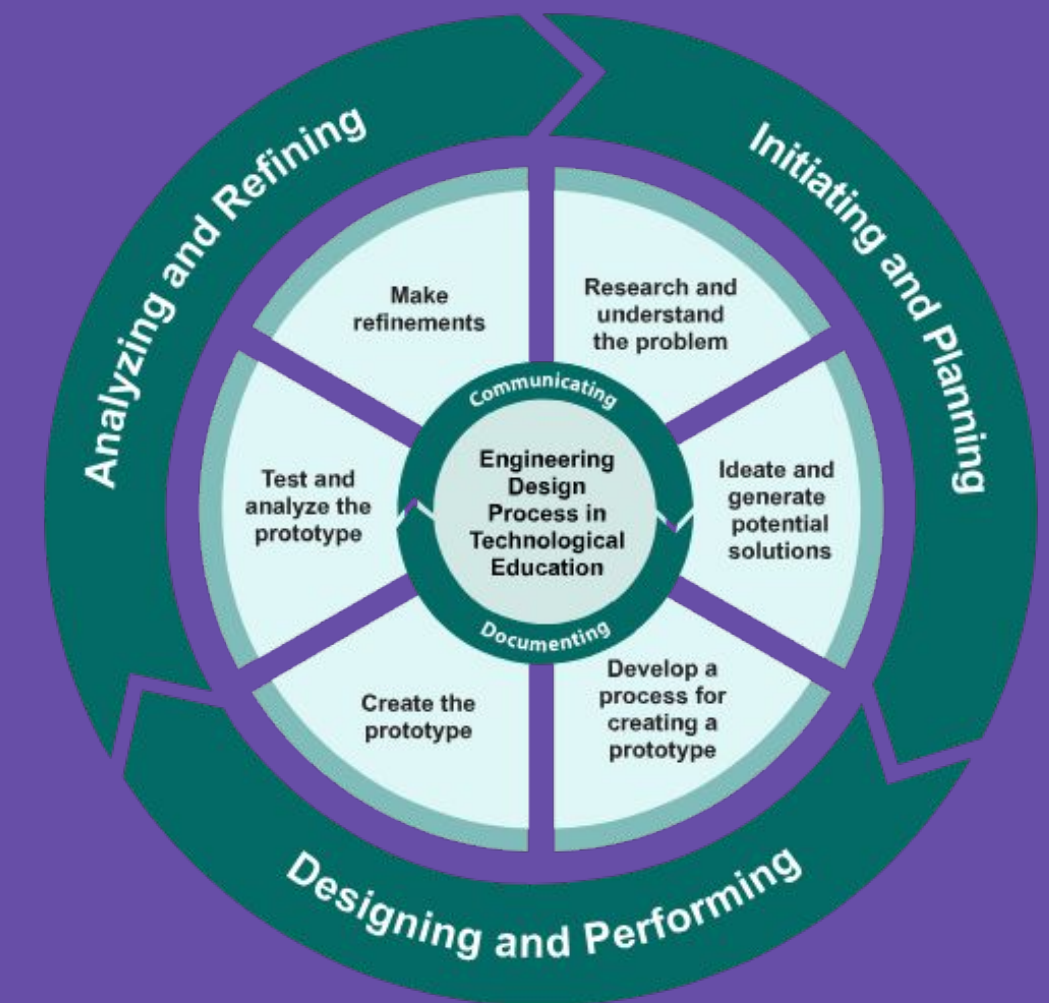 Analyzing and Refining
Initiating and Planning
Designing and Performing
Make
refinements
Research and
understand
the problem
Test and
analyze the
prototype
Ideate and
generate
potential
solutions
Create the
prototype
Develop a
process for
creating a
prototype
Communicating
Engineering
Design
Process in
Technological
Education
Documenting